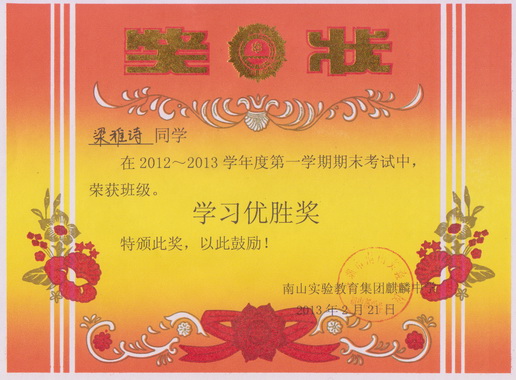 奖状
梁雅诗 同学
在 2012～2013 学年度第一学期期末考试中，
荣获班级。
学习优胜奖
特颁此奖，以此鼓励！
南山实验教育集团麒麟中学
2013 年 2 月 21 日